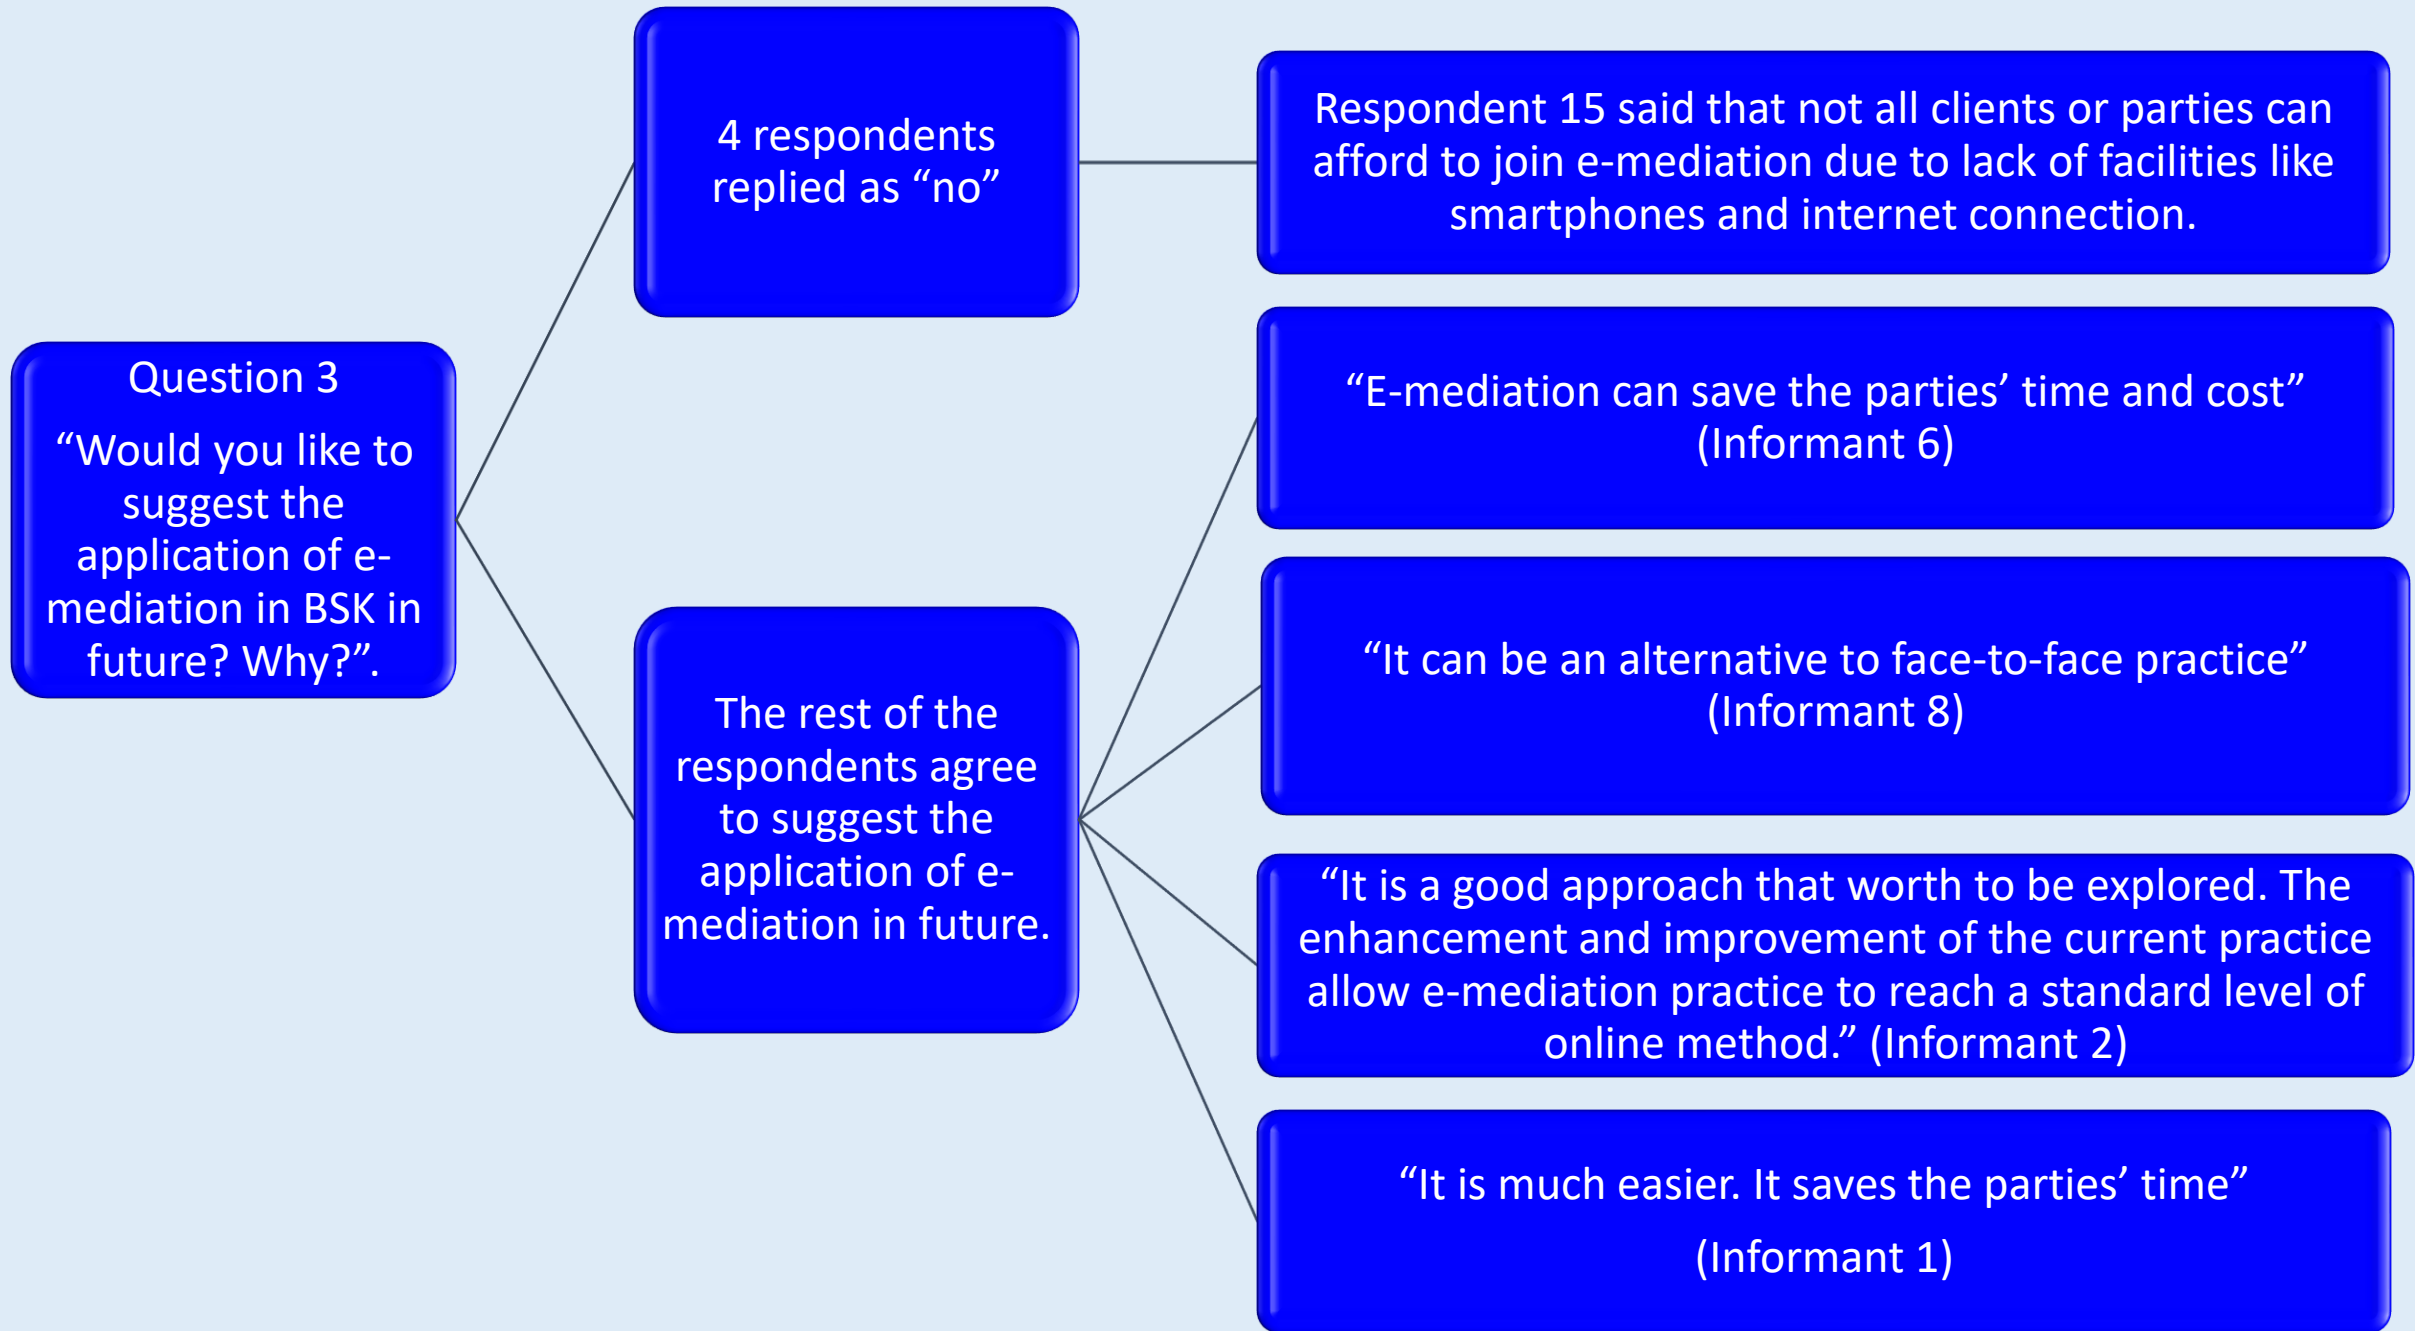 Question 3
“Would you like to
suggest the
application of e-
mediation in BSK in
future? Why?”.
4 respondents
replied as “no”
Respondent 15 said that not all clients or parties can
afford to join e-mediation due to lack of facilities like
smartphones and internet connection.
The rest of the
respondents agree
to suggest the
application of e-
mediation in future.
“E-mediation can save the parties’ time and cost”
(Informant 6)
“It can be an alternative to face-to-face practice”
(Informant 8)
“It is a good approach that worth to be explored. The
enhancement and improvement of the current practice
allow e-mediation practice to reach a standard level of
online method.” (Informant 2)
“It is much easier. It saves the parties’ time”
(Informant 1)